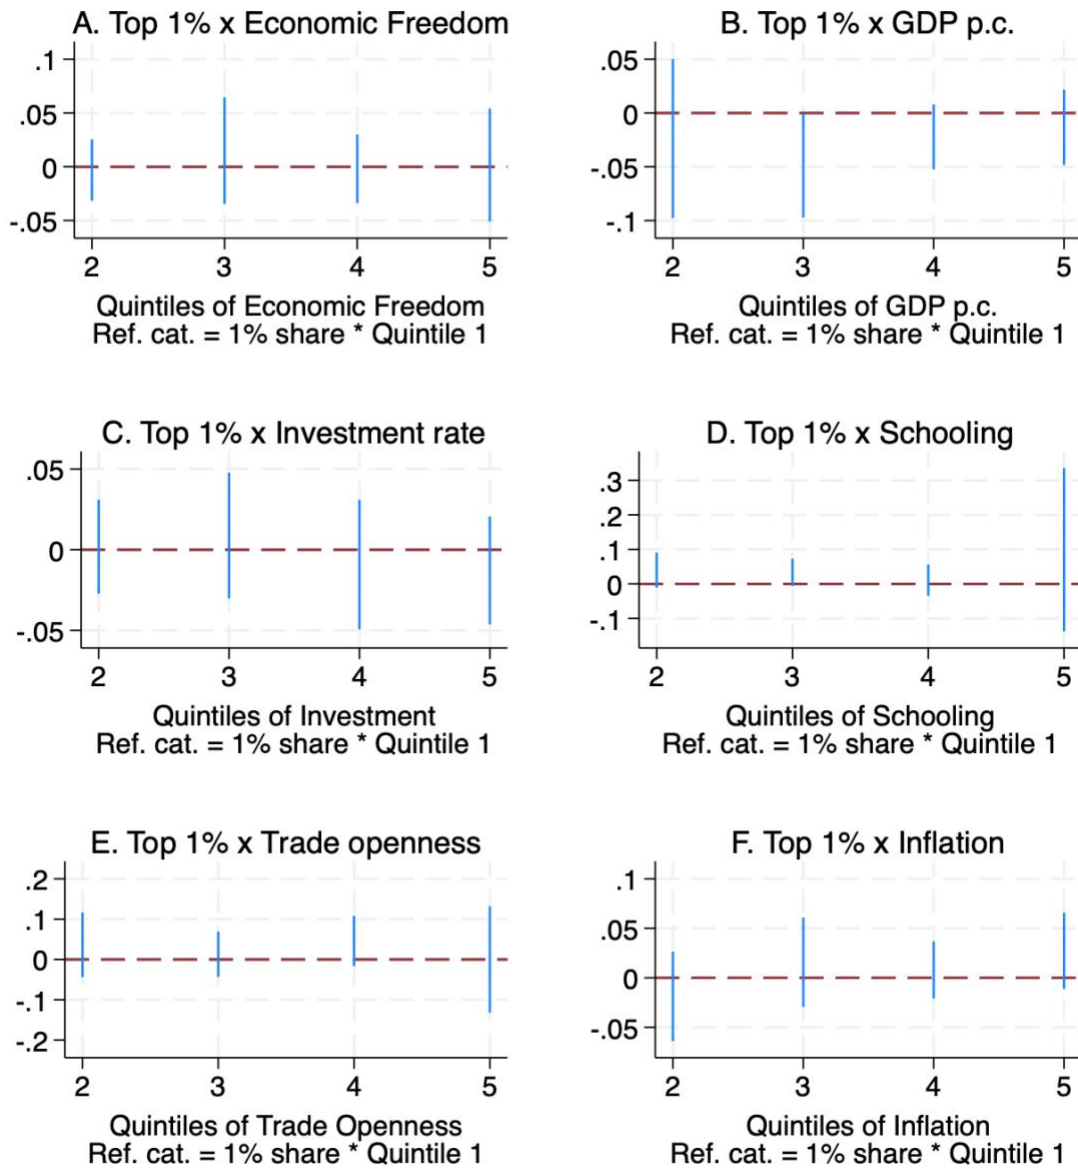 A. Top 1% x Economic Freedom
.1
.05
0
-.05
2 3 4 5
Quintiles of Economic Freedom
Ref. cat. = 1% share * Quintile 1
B. Top 1% x GDP p.c.
.05
0
-.05
-.1
2 3 4 5
Quintiles of GDP p.c.
Ref. cat. = 1% share * Quintile 1
C. Top 1% x Investment rate
.05
0
-.05
2 3 4 5
Quintiles of Investment
Ref. cat. = 1% share * Quintile 1
D. Top 1% x Schooling
.3
.2
.1
0
-.1
2 3 4 5
Quintiles of Schooling
Ref. cat. = 1% share * Quintile 1
E. Top 1% x Trade openness
.2
.1
0
-.1
-.2
2 3 4 5
Quintiles of Trade Openness
Ref. cat. = 1% share * Quintile 1
F. Top 1% x Inflation
.1
.05
0
-.05
2 3 4 5
Quintiles of Inflation
Ref. cat. = 1% share * Quintile 1